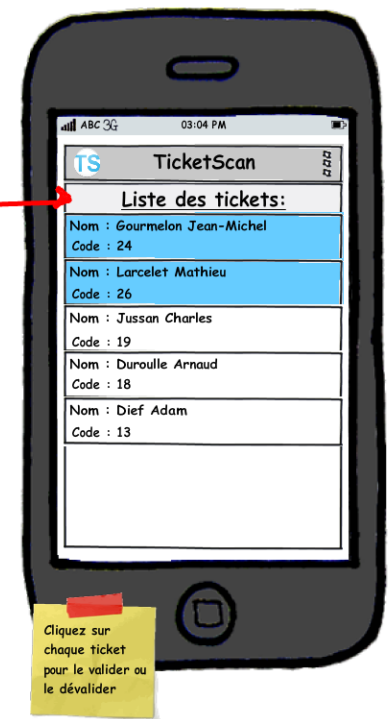 ABC 3G 03:04 PM
TS TicketScan
Liste des tickets:
Nom : Gourmelon Jean-Michel
Code : 24
Nom : Larcelet Mathieu
Code : 26
Nom : Jussan Charles
Code : 19
Nom : Duroulle Arnaud
Code : 18
Nom : Dief Adam
Code : 13
Cliquez sur
chaque ticket
pour le valider ou
le dévalider